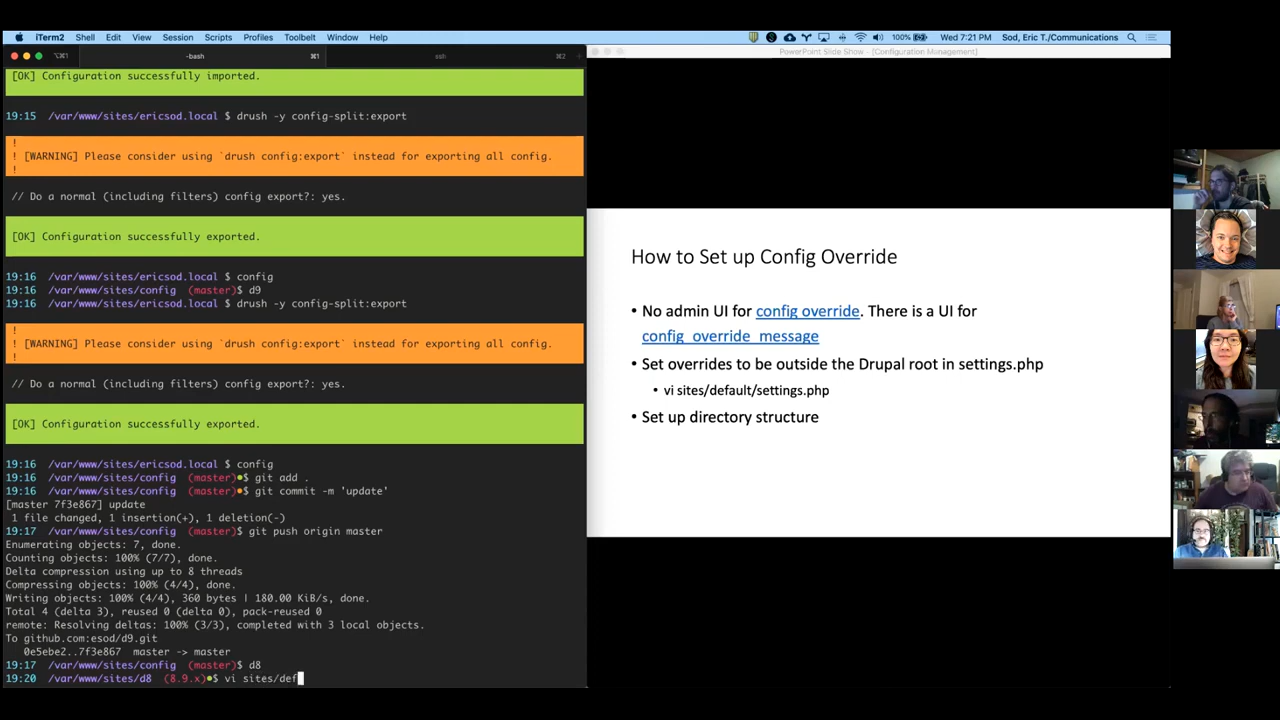 iTerm2 Shell Edit View Session Scripts Profiles Toolbelt Window Help 100% Wed 7:21 PM Sod, Eric T./Communications
-bash ⌘1 ssh ⌘2
PowerPoint Slide Show - [Configuration Management]
[OK] Configuration successfully imported.
19:15 /var/www/sites/ericsod.local $ drush -y config-split:export
!
! [WARNING] Please consider using `drush config:export` instead for exporting all config.
!
// Do a normal (including filters) config export?: yes.
[OK] Configuration successfully exported.
19:16 /var/www/sites/ericsod.local $ config
19:16 /var/www/sites/config (master)● $ d9
19:16 /var/www/sites/ericsod.local $ drush -y config-split:export
!
! [WARNING] Please consider using `drush config:export` instead for exporting all config.
!
// Do a normal (including filters) config export?: yes.
[OK] Configuration successfully exported.
19:16 /var/www/sites/ericsod.local $ config
19:16 /var/www/sites/config (master)●$ git add .
19:16 /var/www/sites/config (master)●$ git commit -m 'update'
[master 7f3e867] update
1 file changed, 1 insertion(+), 1 deletion(-)
19:17 /var/www/sites/config (master)$ git push origin master
Enumerating objects: 7, done.
Counting objects: 100% (7/7), done.
Delta compression using up to 8 threads
Compressing objects: 100% (4/4), done.
Writing objects: 100% (4/4), 360 bytes | 180.00 KiB/s, done.
Total 4 (delta 3), reused 0 (delta 0), pack-reused 0
remote: Resolving deltas: 100% (3/3), completed with 3 local objects.
To github.com:esod/d9.git
0e5ebe2..7f3e867 master -> master
19:17 /var/www/sites/config (master)$ d8
19:20 /var/www/sites/d8 (8.9.x)●$ vi sites/def
How to Set up Config Override
• No admin UI for config override. There is a UI for
config_override_message
• Set overrides to be outside the Drupal root in settings.php
• vi sites/default/settings.php
• Set up directory structure